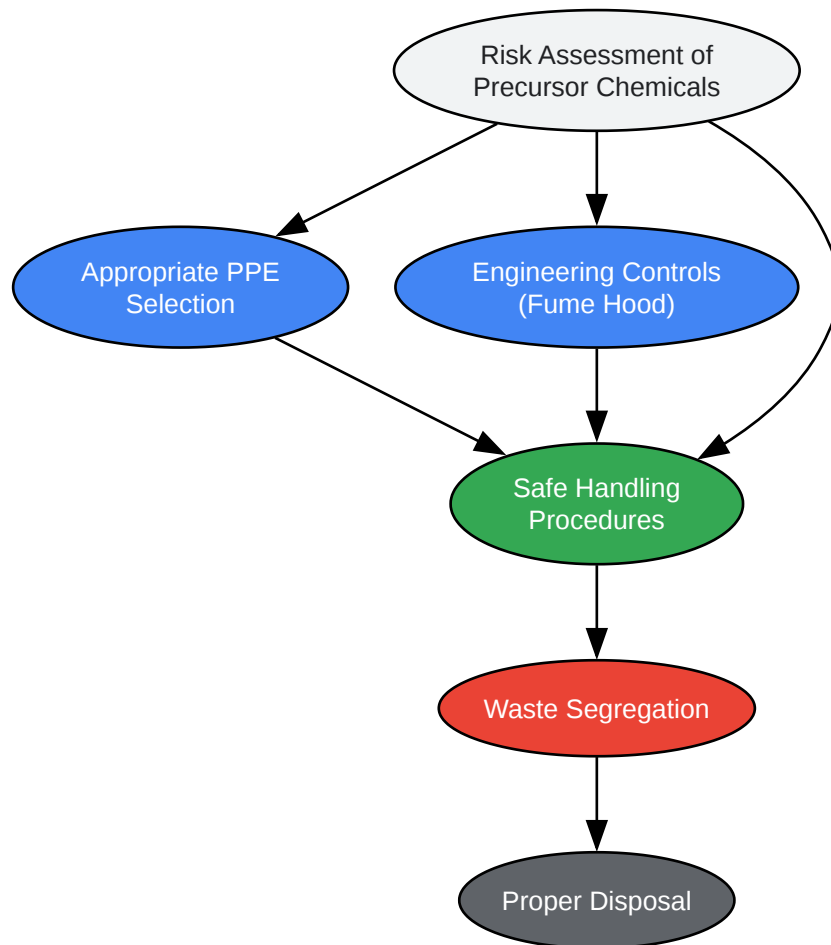 Risk Assessment of
Precursor Chemicals
Appropriate PPE
Selection
Engineering Controls
(Fume Hood)
Safe Handling
Procedures
Waste Segregation
Proper Disposal